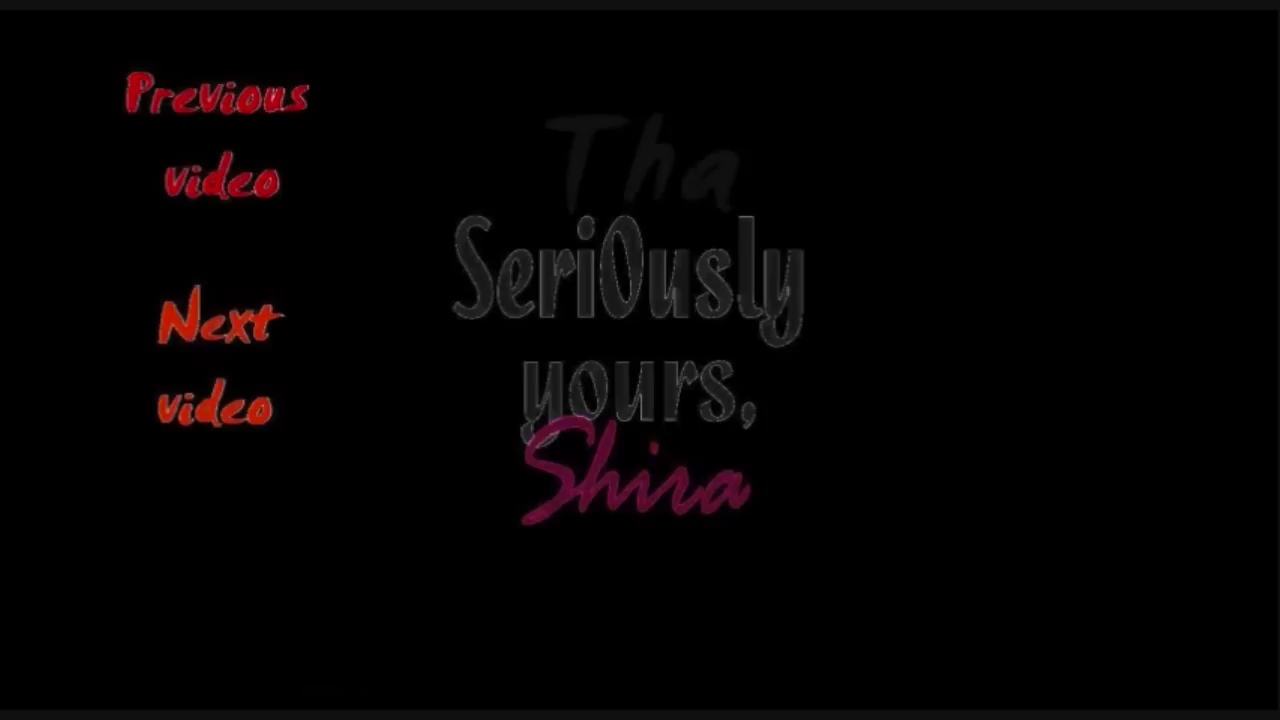 Previous
video
Next
video
Tha
Seri0usly
yours,
Shira